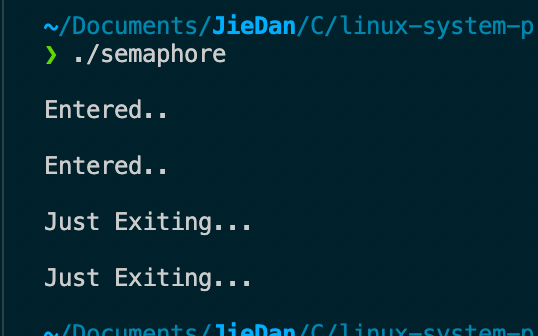 ~/Documents/JieDan/C/linux-system-p
❯ ./semaphore
Entered..
Entered..
Just Exiting...
Just Exiting...
~/Documents/JieDan/C/linux-system-p